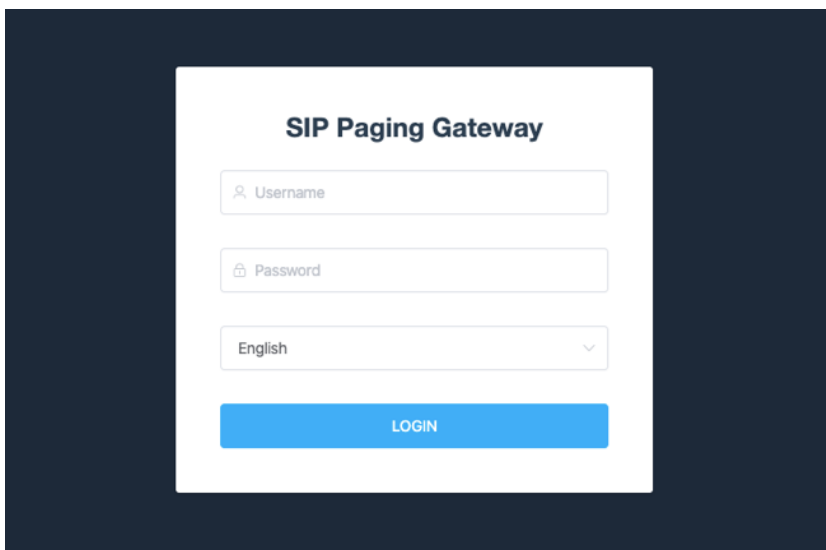 SIP Paging Gateway
Username
Password
English
LOGIN